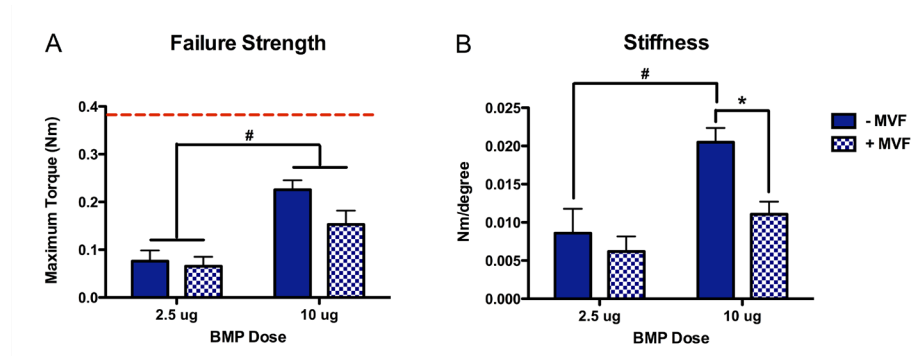 A
Failure Strength
Maximum Torque (Nm)
0.4
0.3
0.2
0.1
0.0
#
2.5 ug
10 ug
BMP Dose
B
Stiffness
Nm/degree
0.025
0.020
0.015
0.010
0.005
0.000
#
*
2.5 ug
10 ug
BMP Dose
- MVF
+ MVF